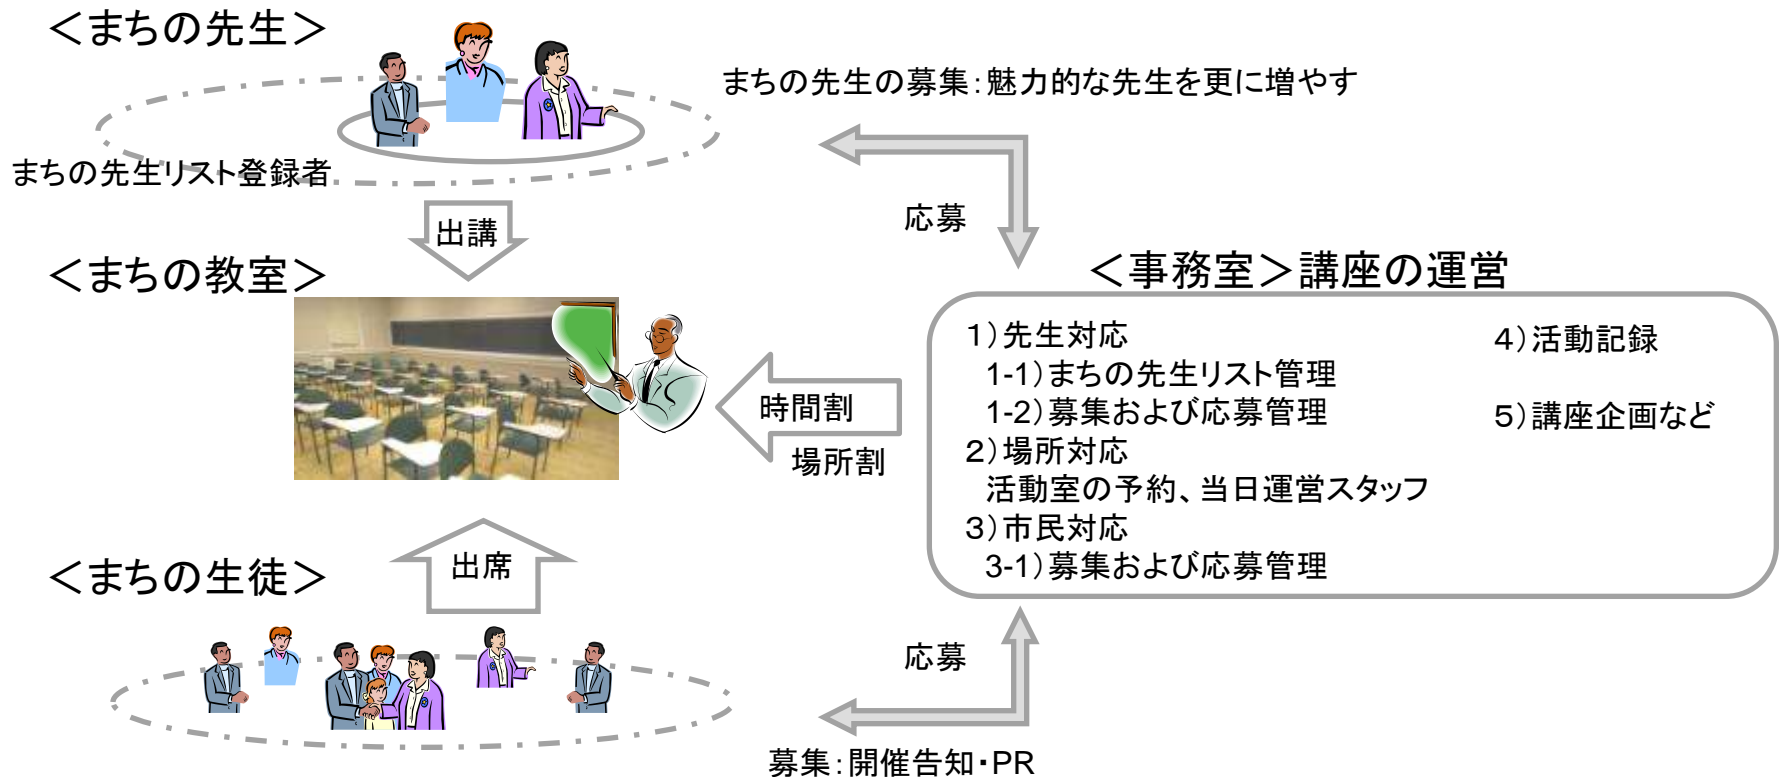 ＜まちの先生＞
まちの先生の募集：魅力的な先生を更に増やす
まちの先生リスト登録者
出講
応募
＜まちの教室＞
＜事務室＞講座の運営
1）先生対応
1-1）まちの先生リスト管理
1-2）募集および応募管理
2）場所対応
活動室の予約、当日運営スタッフ
3）市民対応
3-1）募集および応募管理
4）活動記録
5）講座企画など
時間割
場所割
出席
＜まちの生徒＞
応募
募集：開催告知・PR